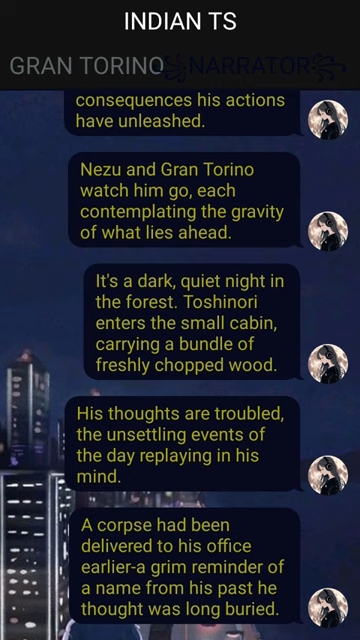 INDIAN TS
GRAN TORINO꧁NARRATOR꧂
consequences his actions
have unleashed.
Nezu and Gran Torino
watch him go, each
contemplating the gravity
of what lies ahead.
It's a dark, quiet night in
the forest. Toshinori
enters the small cabin,
carrying a bundle of
freshly chopped wood.
His thoughts are troubled,
the unsettling events of
the day replaying in his
mind.
A corpse had been
delivered to his office
earlier-a grim reminder of
a name from his past he
thought was long buried.